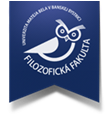 UNIVERZITA MATEJA BELA V BANSKEJ BYSTRICI
FILOZOFICKÁ FAKULTA